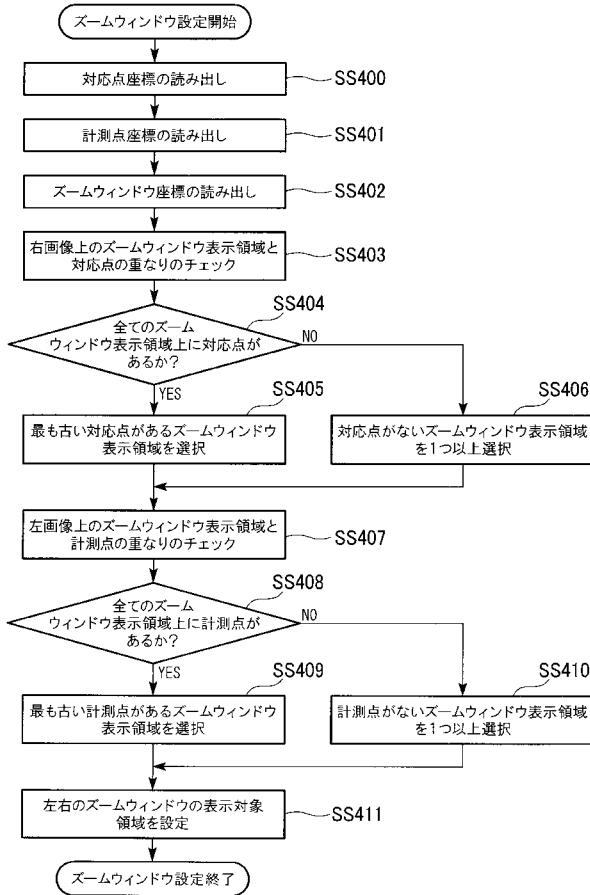 ズームウィンドウ設定開始
対応点座標の読み出し
SS400
計測点座標の読み出し
SS401
ズームウィンドウ座標の読み出し
SS402
右画像上のズームウィンドウ表示領域と
対応点の重なりのチェック
SS403
SS404
全てのズーム
ウィンドウ表示領域上に対応点が
あるか?
NO
YES
SS405
最も古い対応点があるズームウィンドウ
表示領域を選択
SS406
対応点がないズームウィンドウ表示領域
を1つ以上選択
左画像上のズームウィンドウ表示領域と
計測点の重なりのチェック
SS407
SS408
全てのズーム
ウィンドウ表示領域上に計測点が
あるか?
NO
YES
SS409
最も古い計測点があるズームウィンドウ
表示領域を選択
SS410
計測点がないズームウィンドウ表示領域
を1つ以上選択
左右のズームウィンドウの表示対象
領域を設定
SS411
ズームウィンドウ設定終了